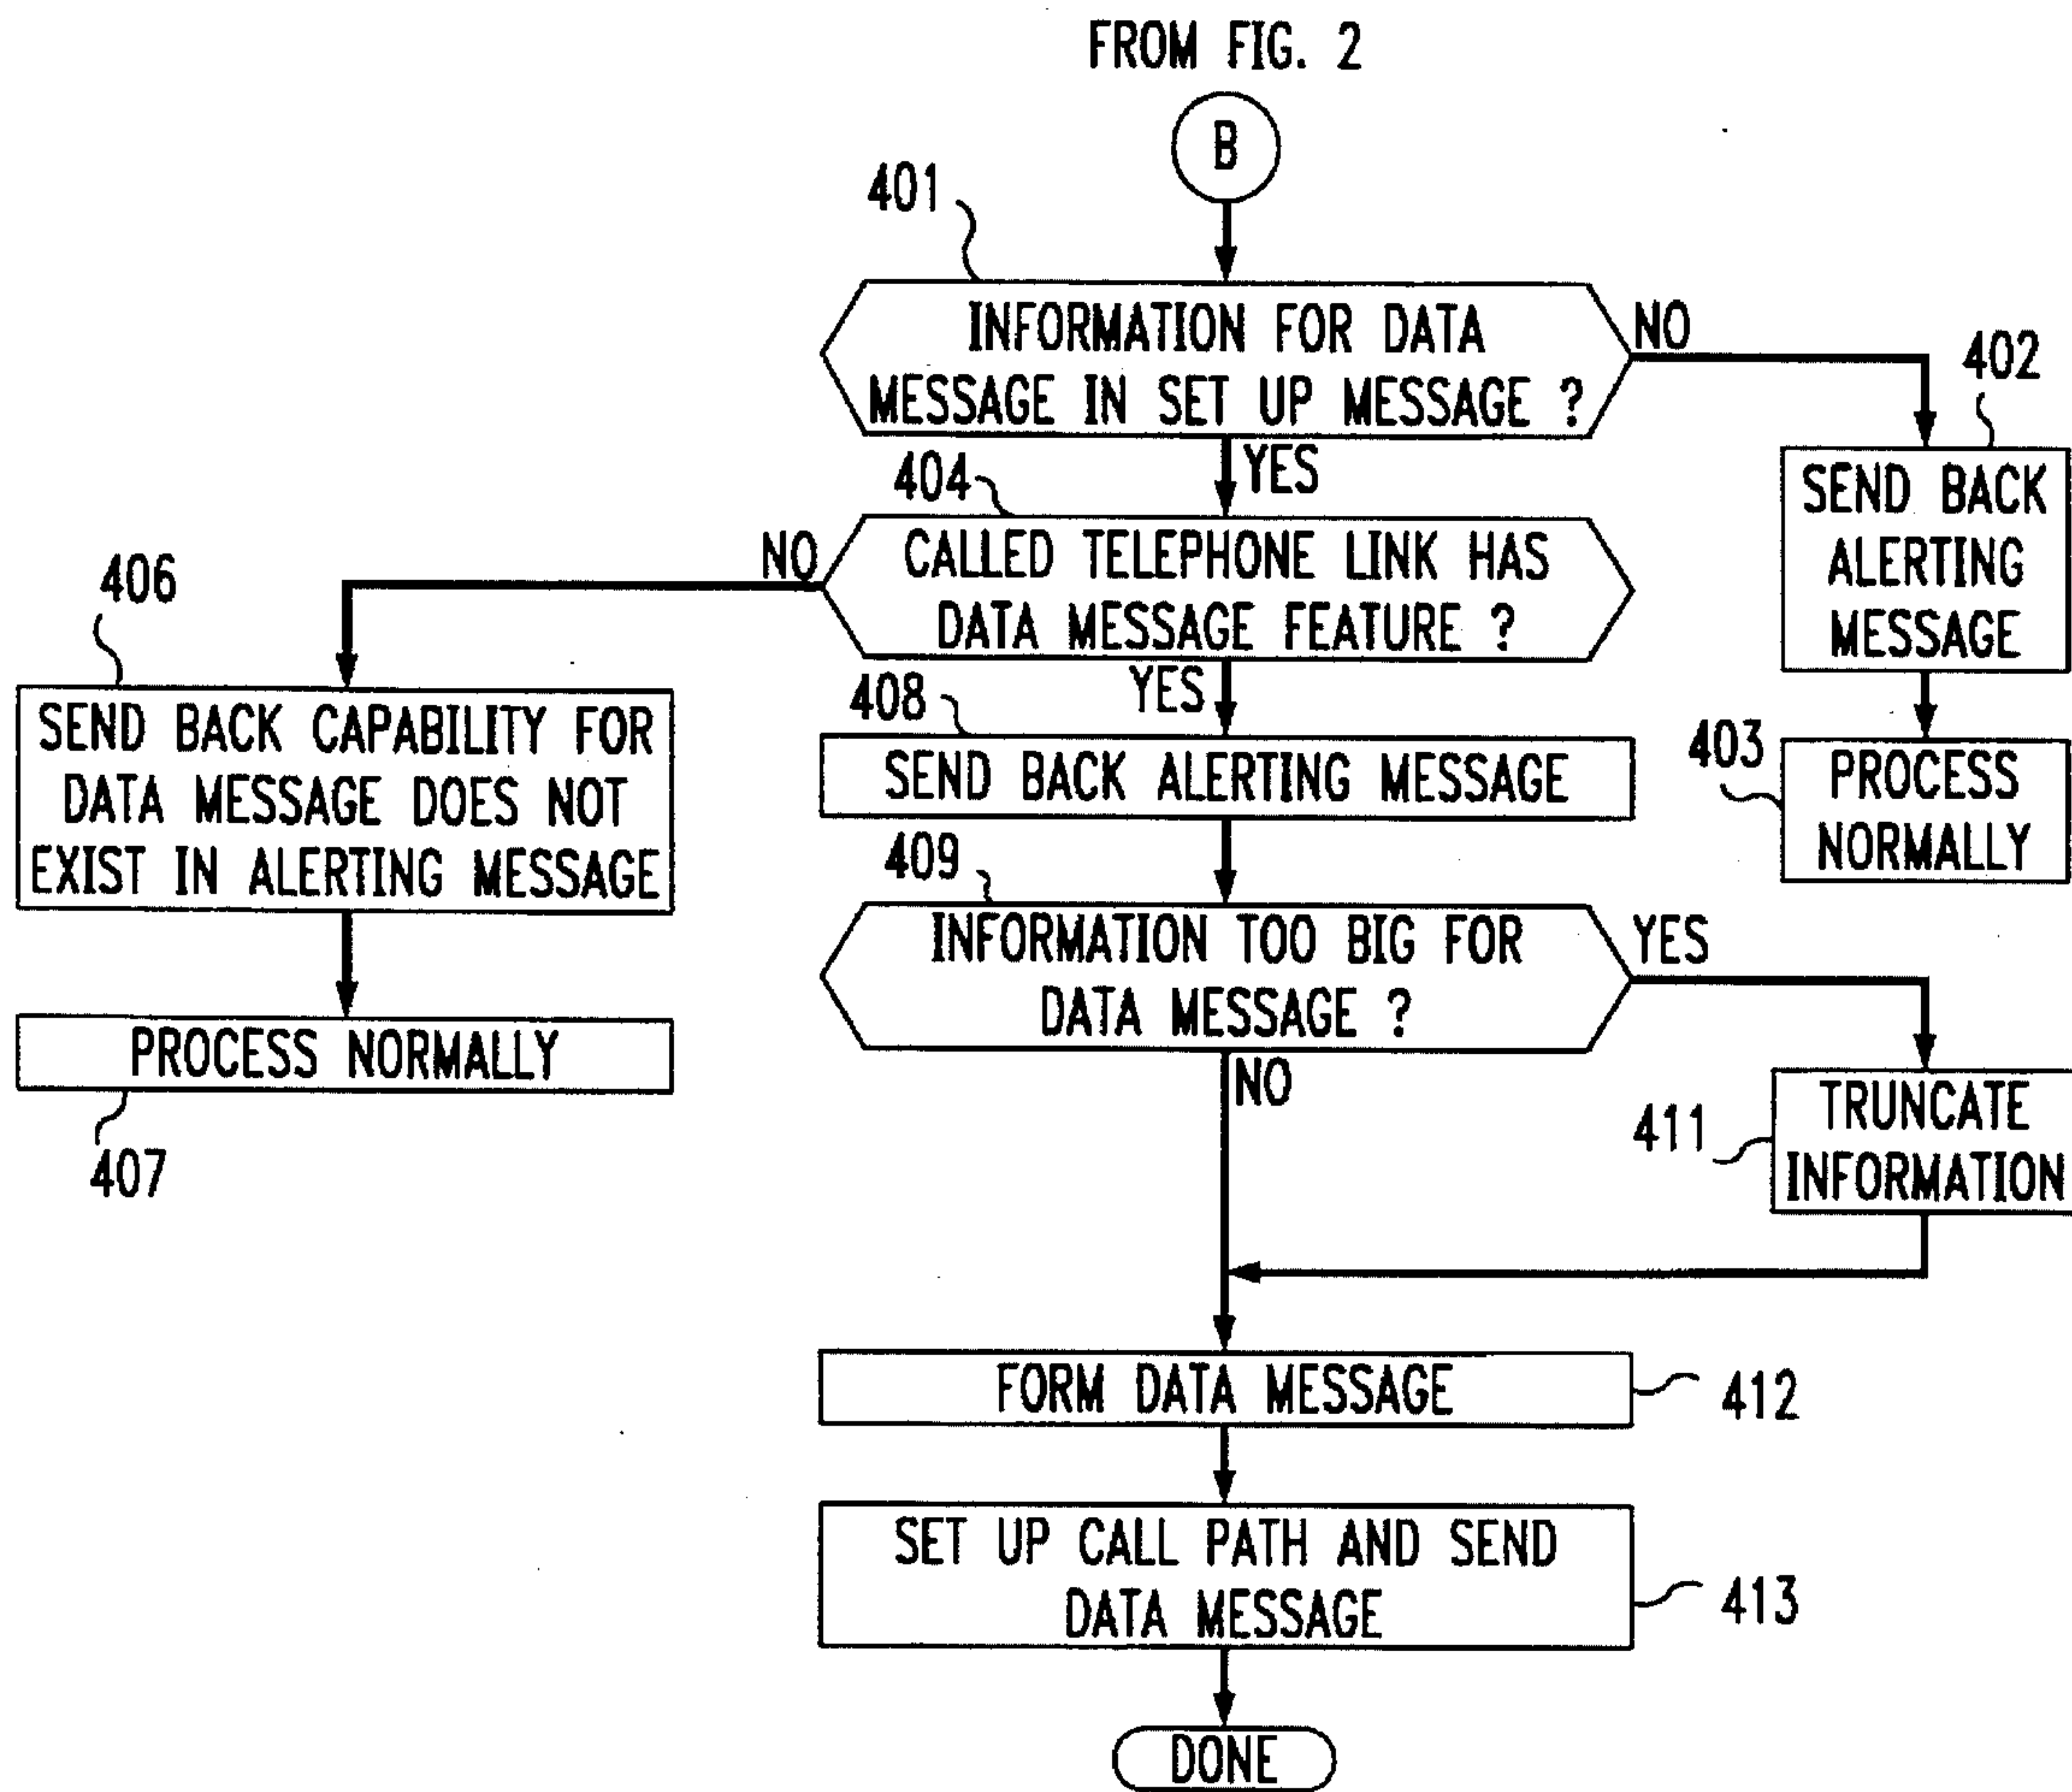 FROM FIG. 2
B
401
INFORMATION FOR DATA
MESSAGE IN SET UP MESSAGE ?
NO
402
SEND BACK
ALERTING
MESSAGE
403
PROCESS
NORMALLY
YES
404
CALLED TELEPHONE LINK HAS
DATA MESSAGE FEATURE ?
NO
406
SEND BACK CAPABILITY FOR
DATA MESSAGE DOES NOT
EXIST IN ALERTING MESSAGE
PROCESS NORMALLY
407
YES
408
SEND BACK ALERTING MESSAGE
409
INFORMATION TOO BIG FOR
DATA MESSAGE ?
YES
411
TRUNCATE
INFORMATION
NO
FORM DATA MESSAGE
412
SET UP CALL PATH AND SEND
DATA MESSAGE
413
DONE